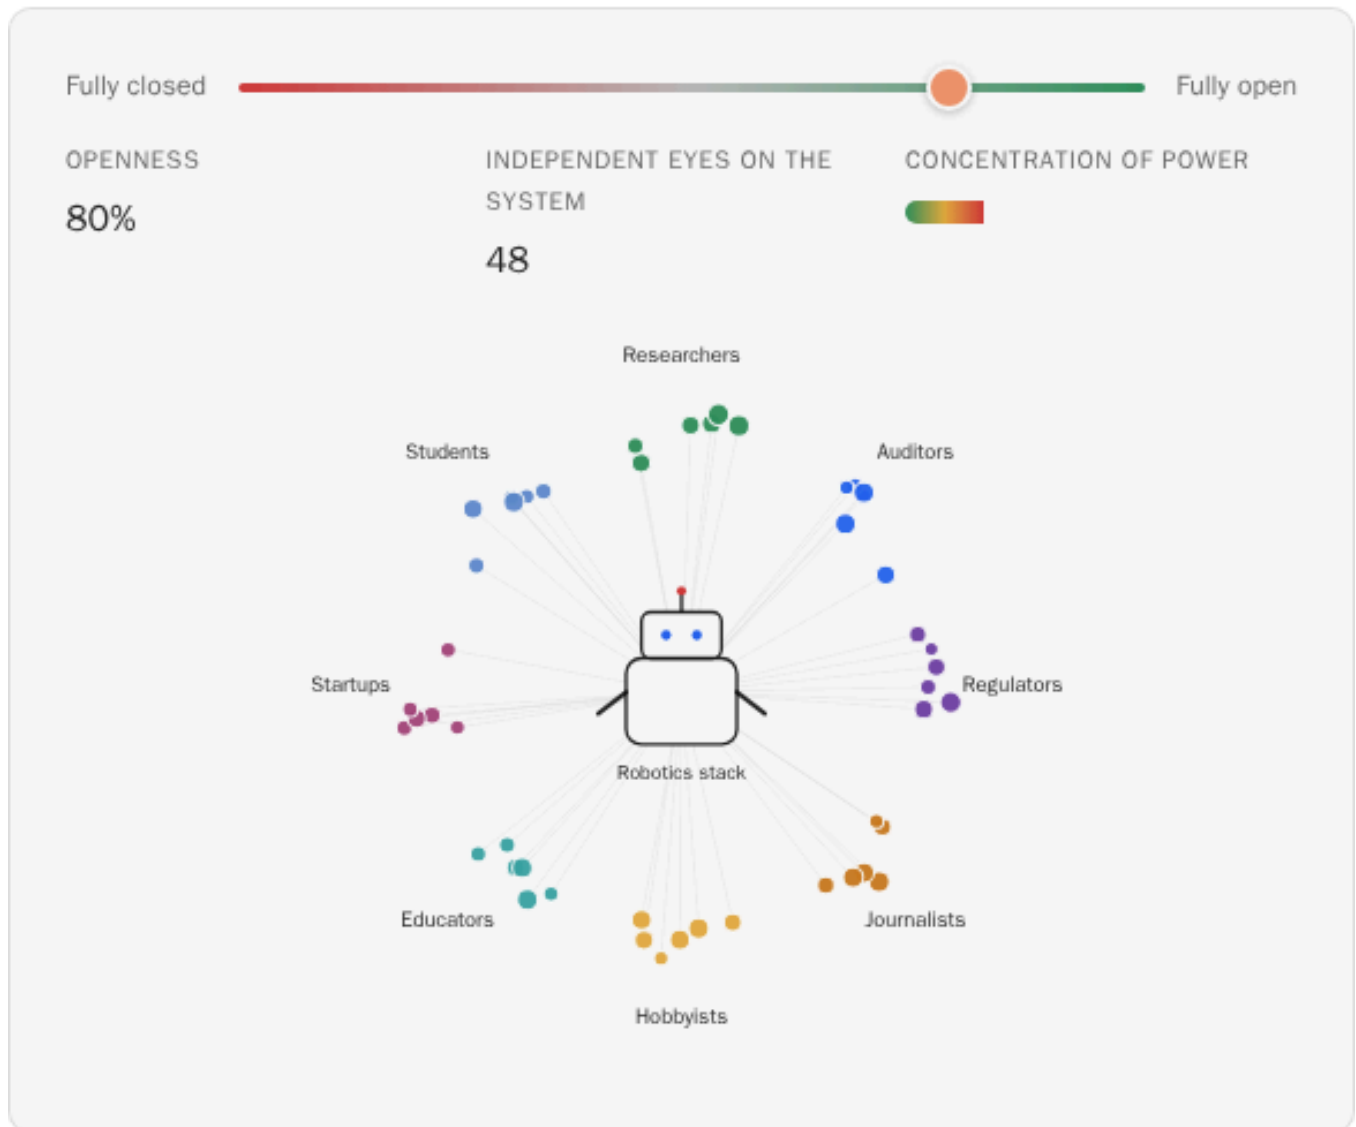 Fully closed
Fully open
OPENNESS
80%
INDEPENDENT EYES ON THE
SYSTEM
48
CONCENTRATION OF POWER
Researchers
Students
Auditors
Startups
Regulators
Robotics stack
Educators
Journalists
Hobbyists